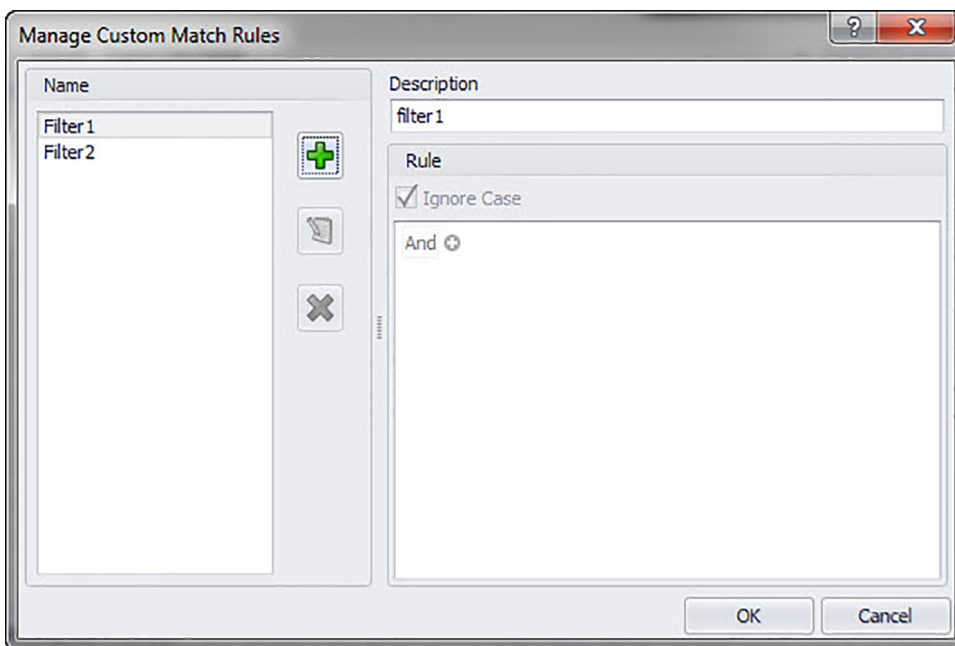 Manage Custom Match Rules
Name
Filter1
Filter2
Description
filter1
Rule
Ignore Case
And
OK
Cancel